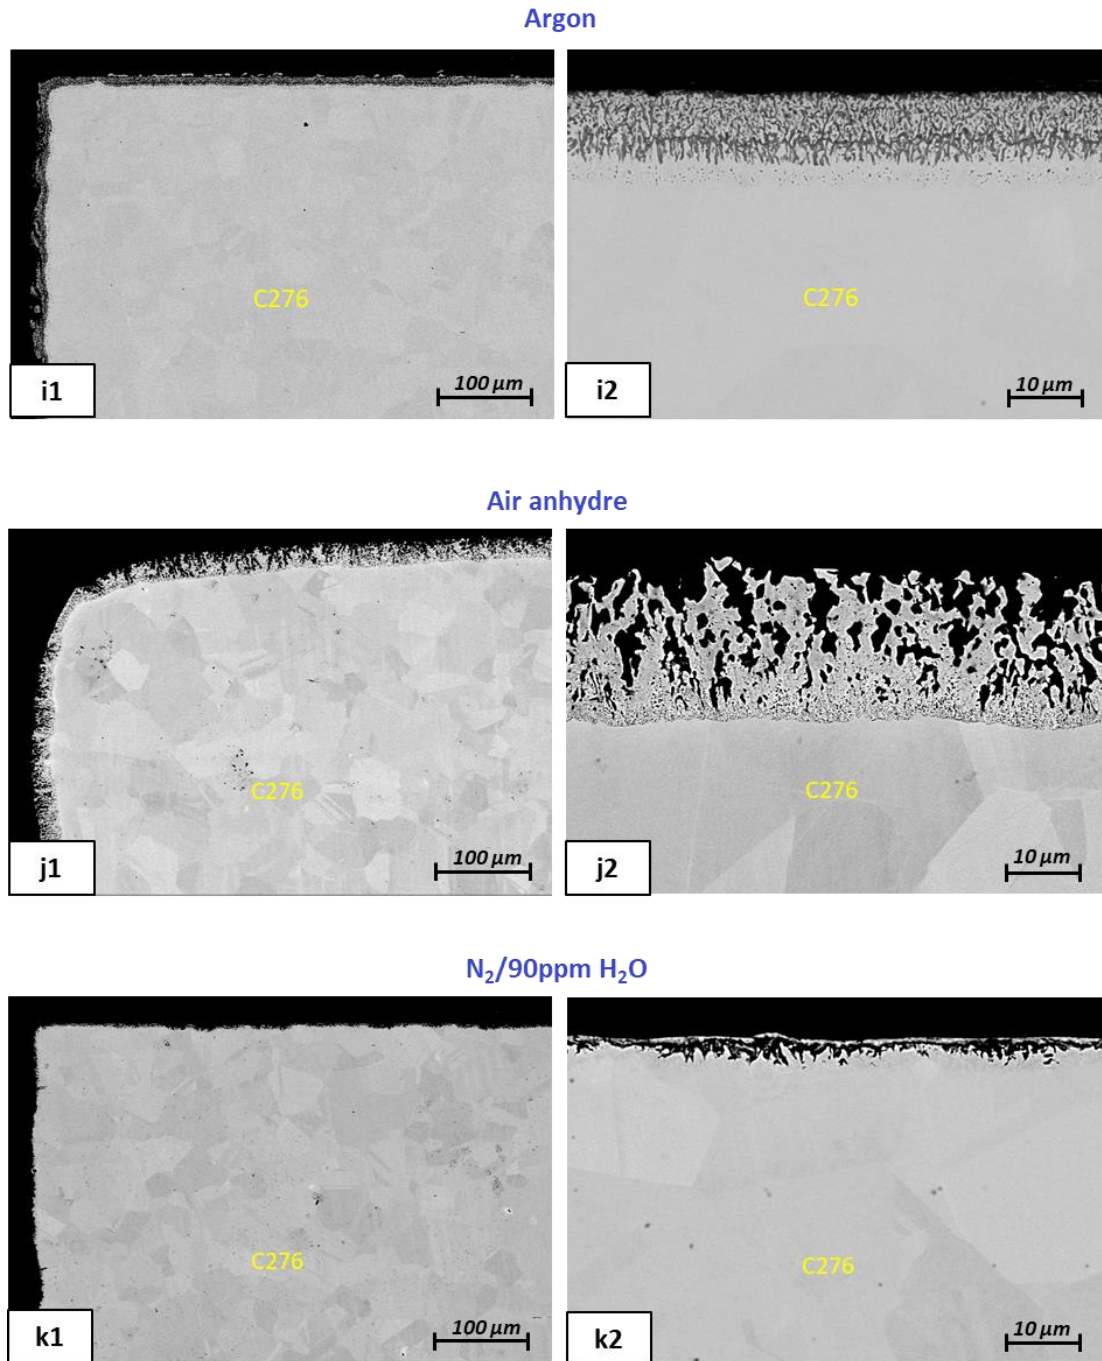 Argon
C276
i1
100 µm
C276
i2
10 µm
Air anhydre
C276
j1
100 µm
C276
j2
10 µm
N₂/90ppm H₂O
C276
k1
100 µm
C276
k2
10 µm